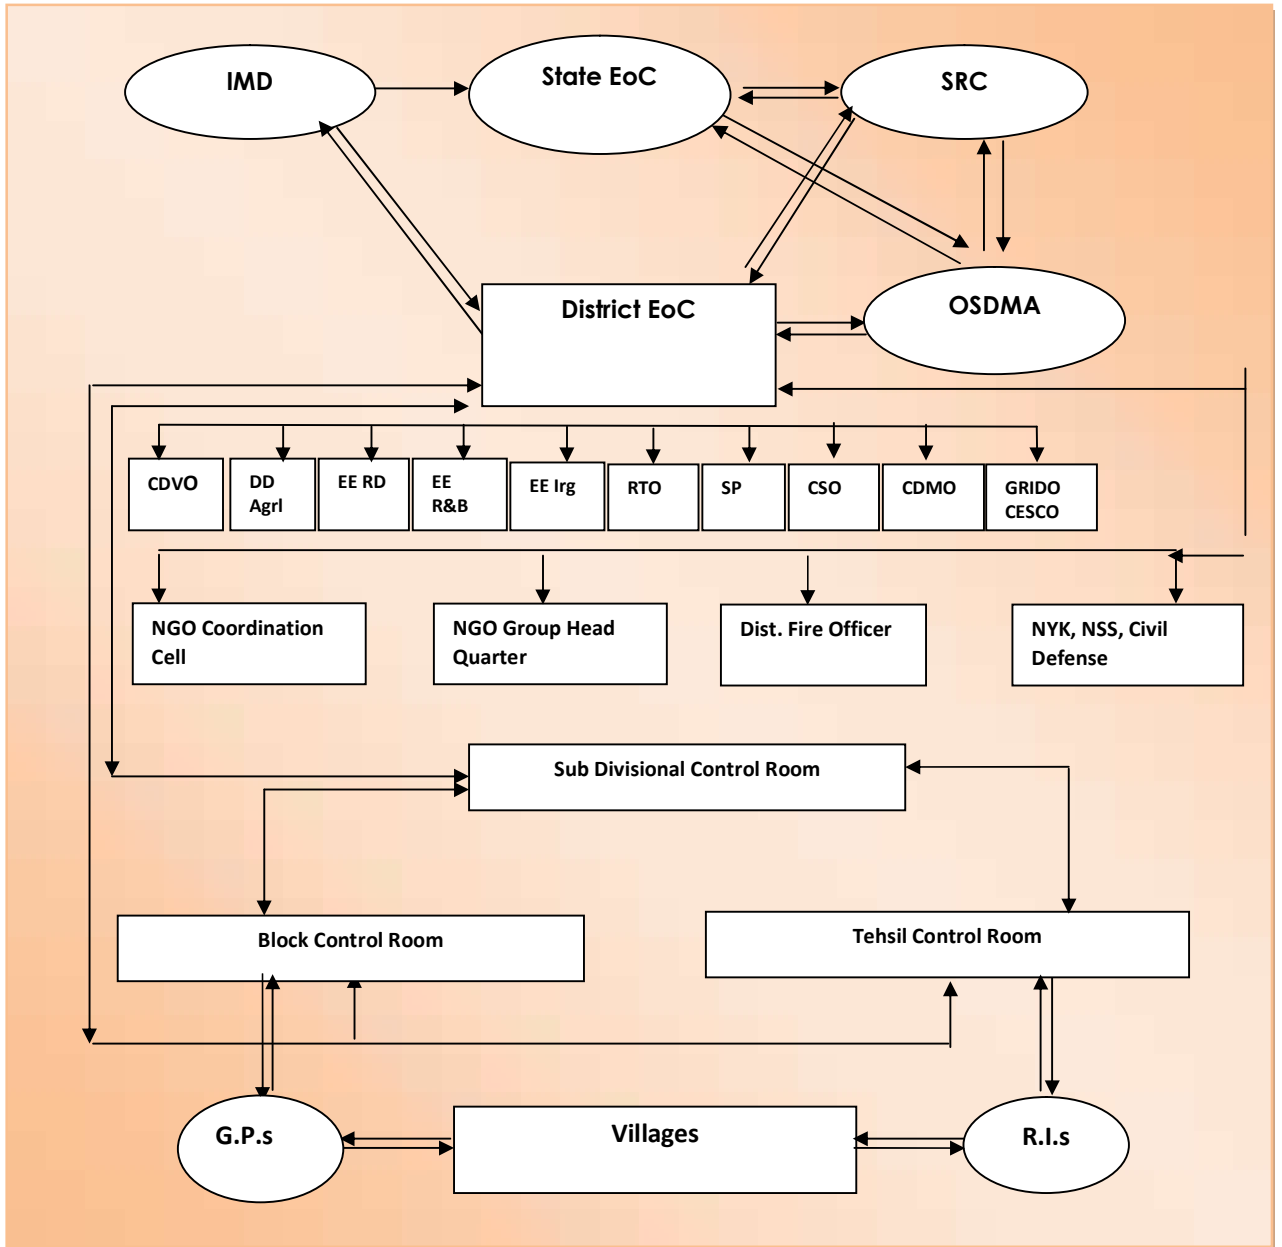 IMD
State EoC
SRC
District EoC
OSDMA
CDVO
DD
Agrl
EE RD
EE
R&B
EE Irg
RTO
SP
CSO
CDMO
GRIDO
CESCO
NGO Coordination
Cell
NGO Group Head
Quarter
Dist. Fire Officer
NYK, NSS, Civil
Defense
Sub Divisional Control Room
Block Control Room
Tehsil Control Room
G.P.s
Villages
R.I.s